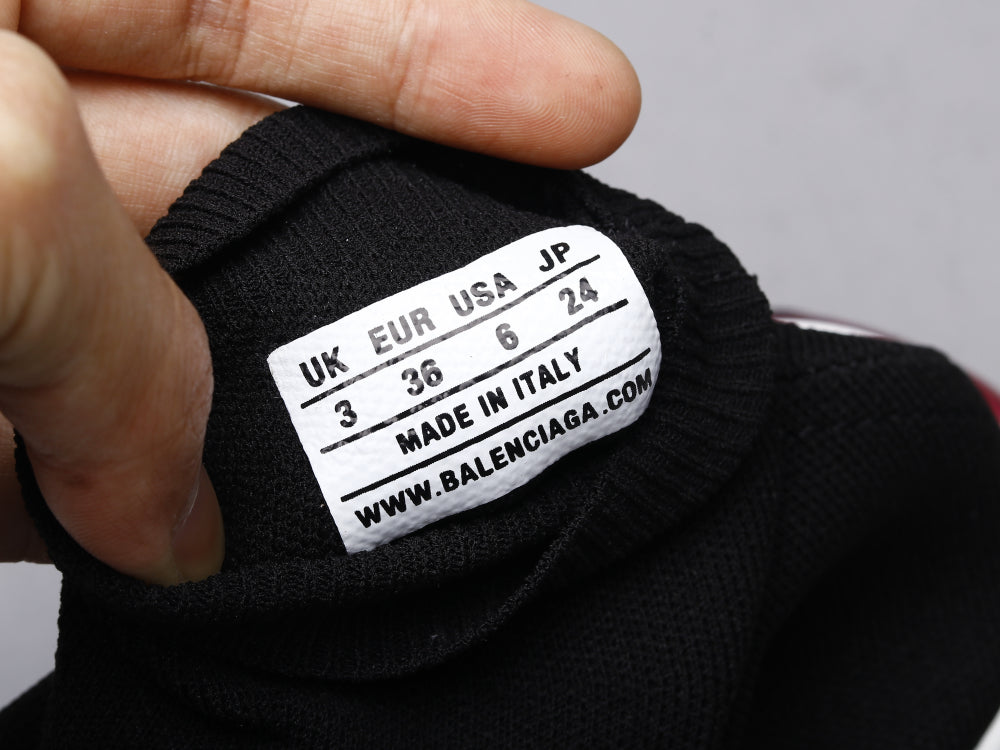 UK EUR USA JP
3 36 6 24
MADE IN ITALY
WWW.BALENCIAGA.COM